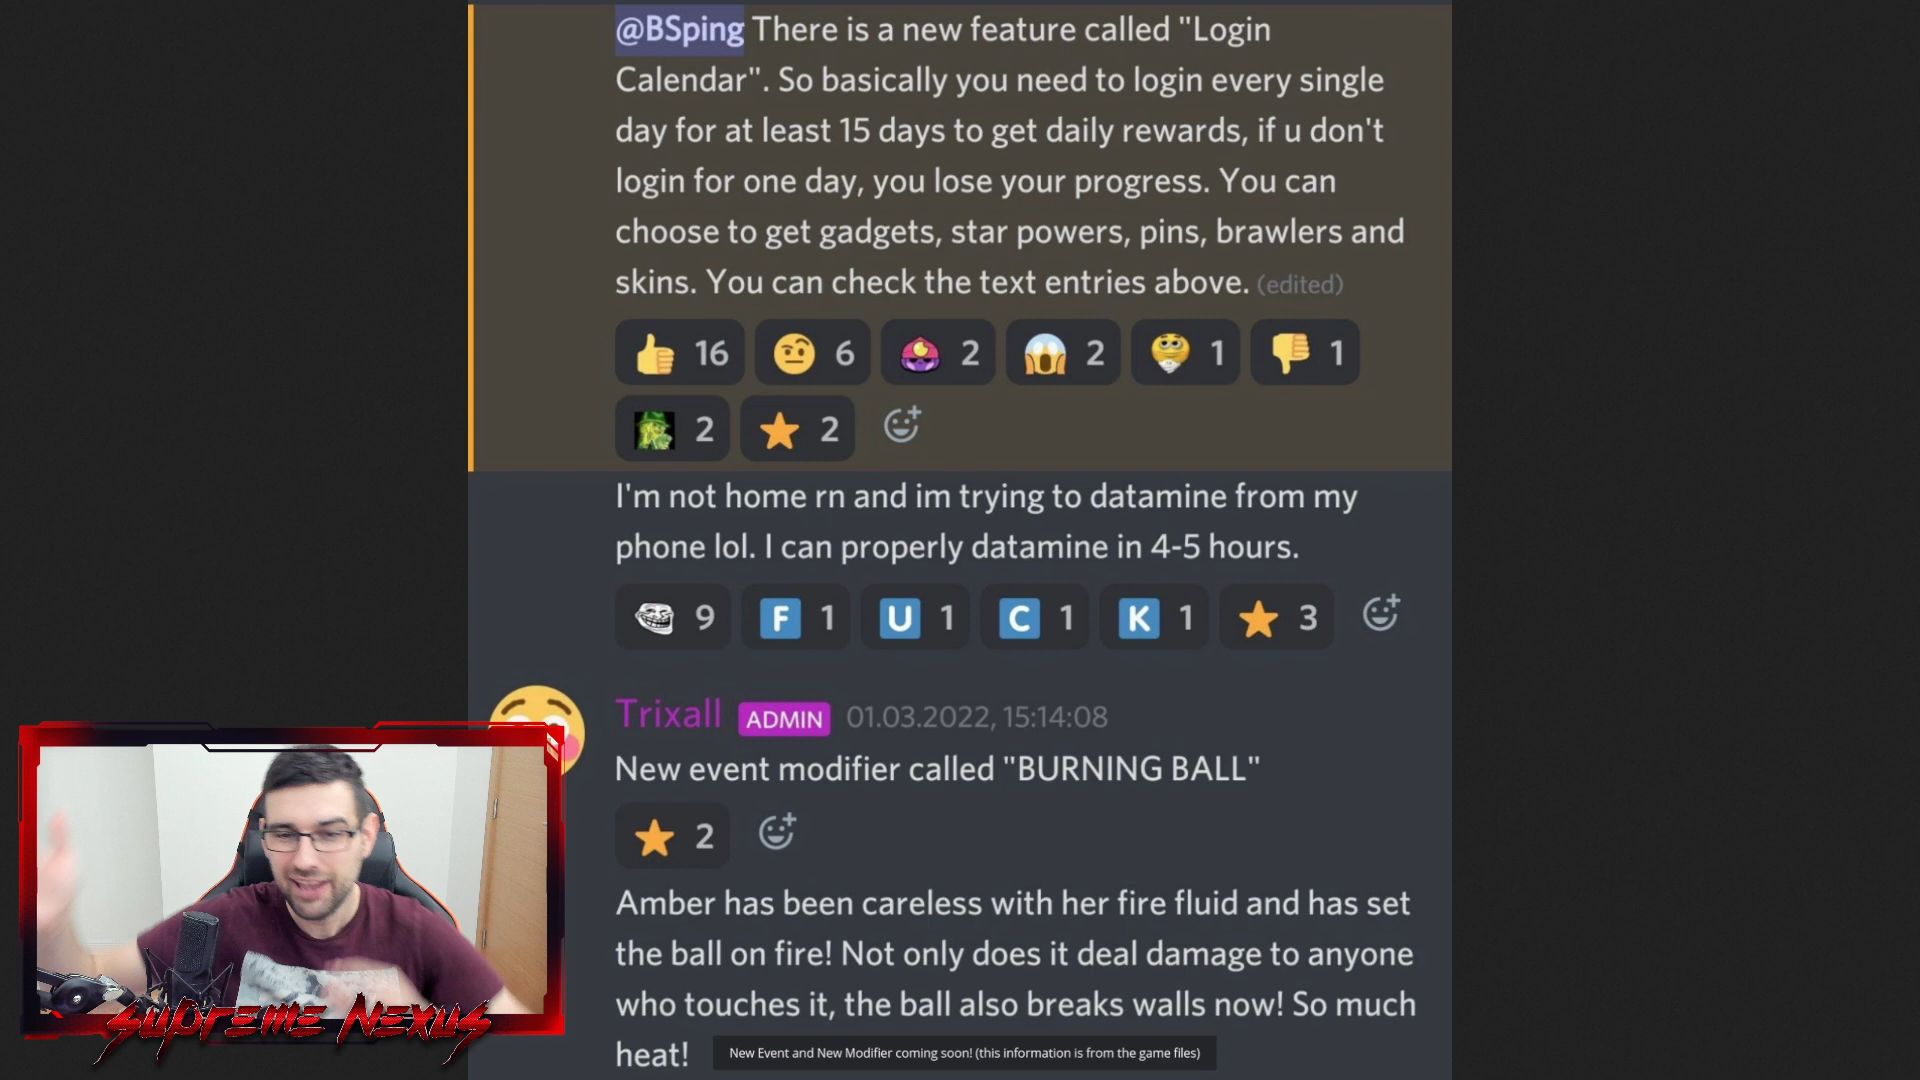 @BSping There is a new feature called "Login
Calendar". So basically you need to login every single
day for at least 15 days to get daily rewards, if u don't
login for one day, you lose your progress. You can
choose to get gadgets, star powers, pins, brawlers and
skins. You can check the text entries above. (edited)
16 6 2 2 1 1
2 2
I'm not home rn and im trying to datamine from my
phone lol. I can properly datamine in 4-5 hours.
9 F 1 U 1 C 1 K 1 3
Trixall ADMIN 01.03.2022, 15:14:08
New event modifier called "BURNING BALL"
2
Amber has been careless with her fire fluid and has set
the ball on fire! Not only does it deal damage to anyone
who touches it, the ball also breaks walls now! So much
heat!
New Event and New Modifier coming soon! (this information is from the game files)
Supreme Nexus